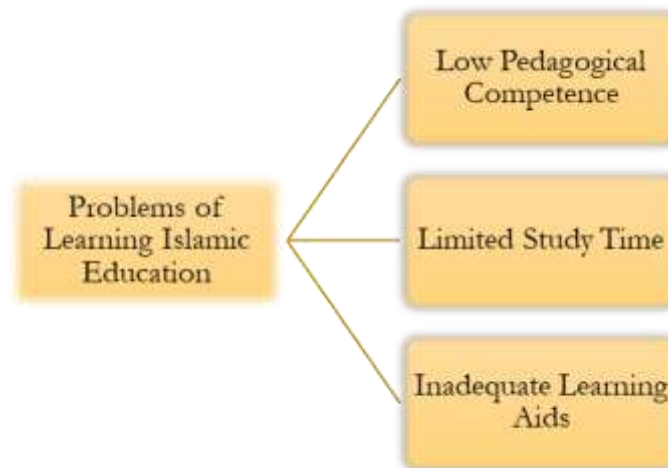 Problems of
Learning Islamic
Education
Low Pedagogical
Competence
Limited Study Time
Inadequate Learning
Aids